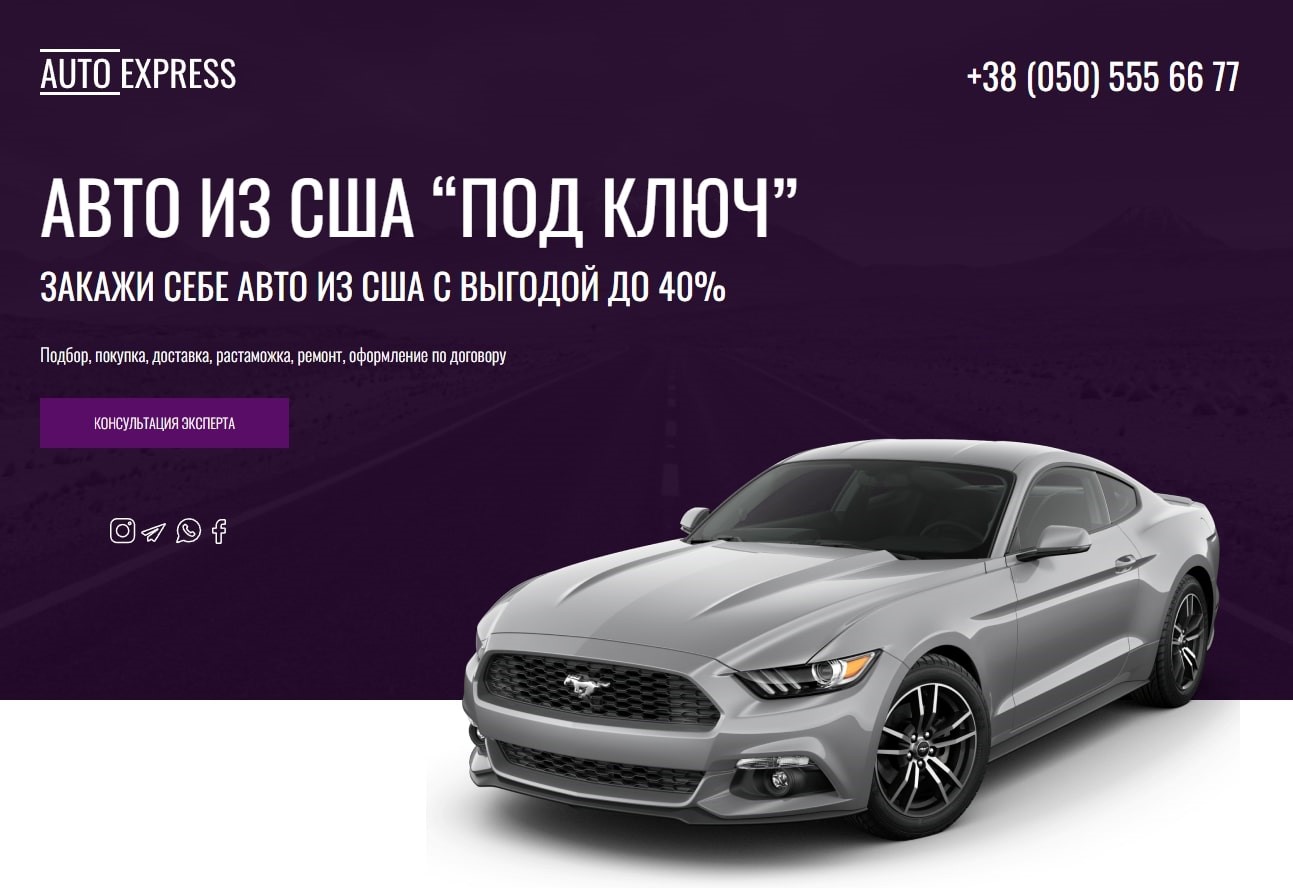 AUTO EXPRESS
+38 (050) 555 66 77
АВТО ИЗ США “ПОД КЛЮЧ”
ЗАКАЖИ СЕБЕ АВТО ИЗ США С ВЫГОДОЙ ДО 40%
Подбор, покупка, доставка, растаможка, ремонт, оформление по договору
КОНСУЛЬТАЦИЯ ЭКСПЕРТА